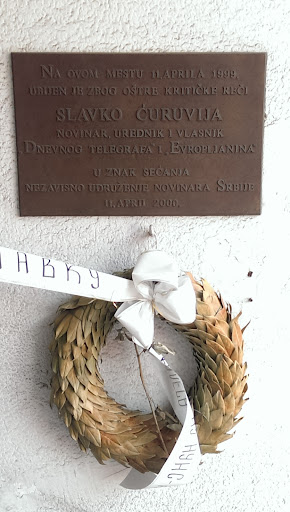 NA OVOM MESTU 11.APRILA 1999.
UBIJEN JE ZBOG OŠTRE KRITIČKE REČI
SLAVKO ĆURUVIJA
NOVINAR, UREDNIK I VLASNIK
DNEVNOG TELEGRAFA I „EVROPLJANINA“
U ZNAK SEĆANJA
NEZAVISNO UDRUŽENJE NOVINARA SRBIJE
11.APRIL 2000.
АВКУ